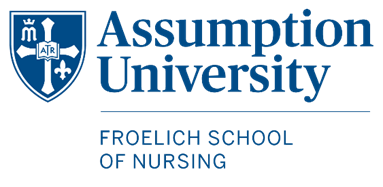 Assumption
University
FROELICH SCHOOL
OF NURSING